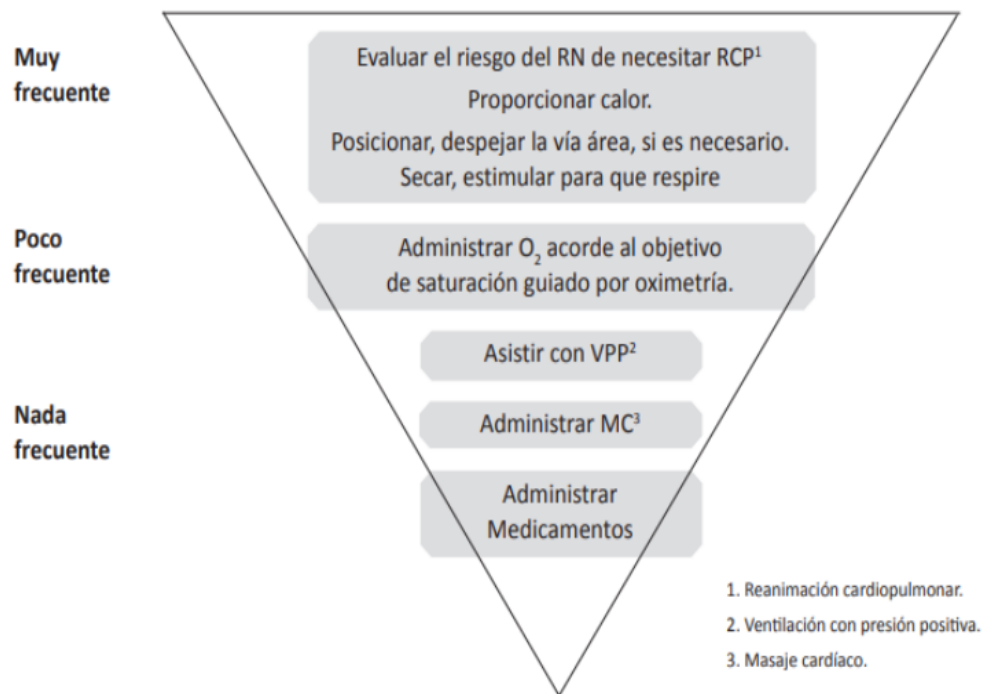 Muy
frecuente
Evaluar el riesgo del RN de necesitar RCP¹
Proporcionar calor.
Posicionar, despejar la vía área, si es necesario.
Secar, estimular para que respire
Poco
frecuente
Administrar O₂ acorde al objetivo
de saturación guiado por oximetría.
Asistir con VPP²
Nada
frecuente
Administrar MC³
Administrar
Medicamentos
1. Reanimación cardiopulmonar.
2. Ventilación con presión positiva.
3. Masaje cardíaco.